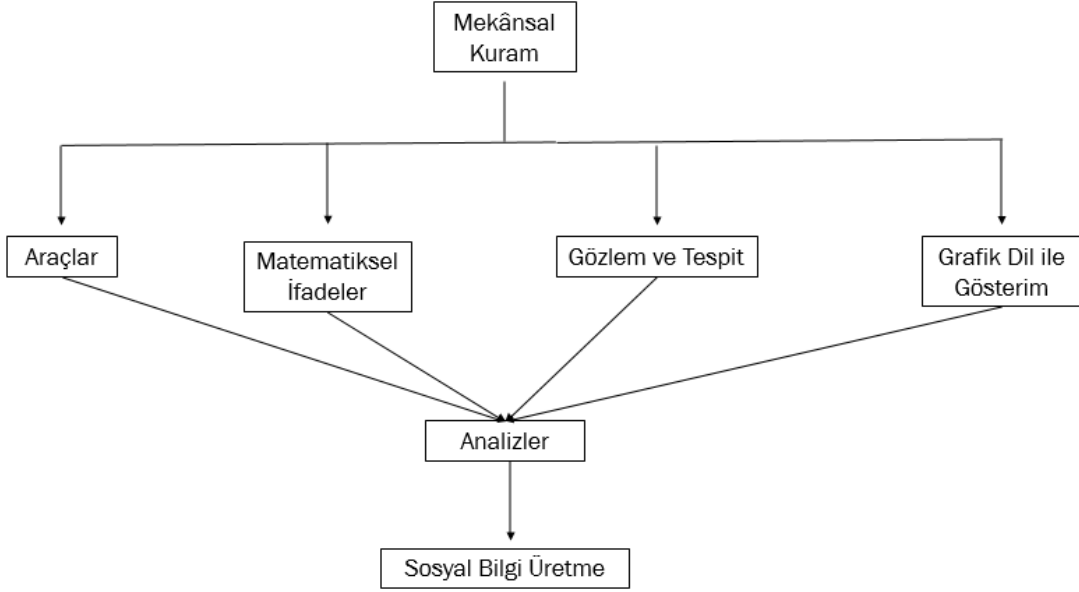 Mekânsal
Kuram
Araçlar
Matematiksel
İfadeler
Gözlem ve Tespit
Grafik Dil ile
Gösterim
Analizler
Sosyal Bilgi Üretme